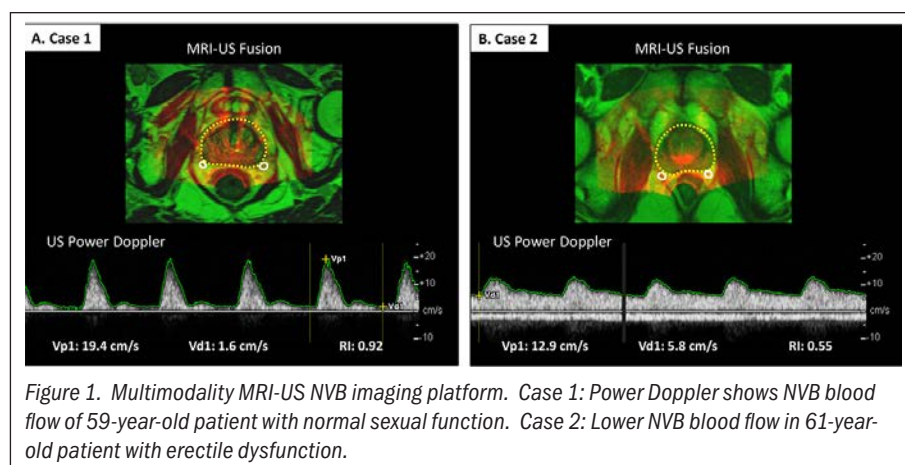 A. Case 1
MRI-US Fusion
US Power Doppler
Vp1
+20
+10
cm/s
-10
Vp1: 19.4 cm/s Vd1: 1.6 cm/s RI: 0.92
B. Case 2
MRI-US Fusion
US Power Doppler
Vd1
+20
+10
cm/s
-10
Vp1: 12.9 cm/s Vd1: 5.8 cm/s RI: 0.55
Figure 1. Multimodality MRI-US NVB imaging platform. Case 1: Power Doppler shows NVB blood
flow of 59-year-old patient with normal sexual function. Case 2: Lower NVB blood flow in 61-year-
old patient with erectile dysfunction.